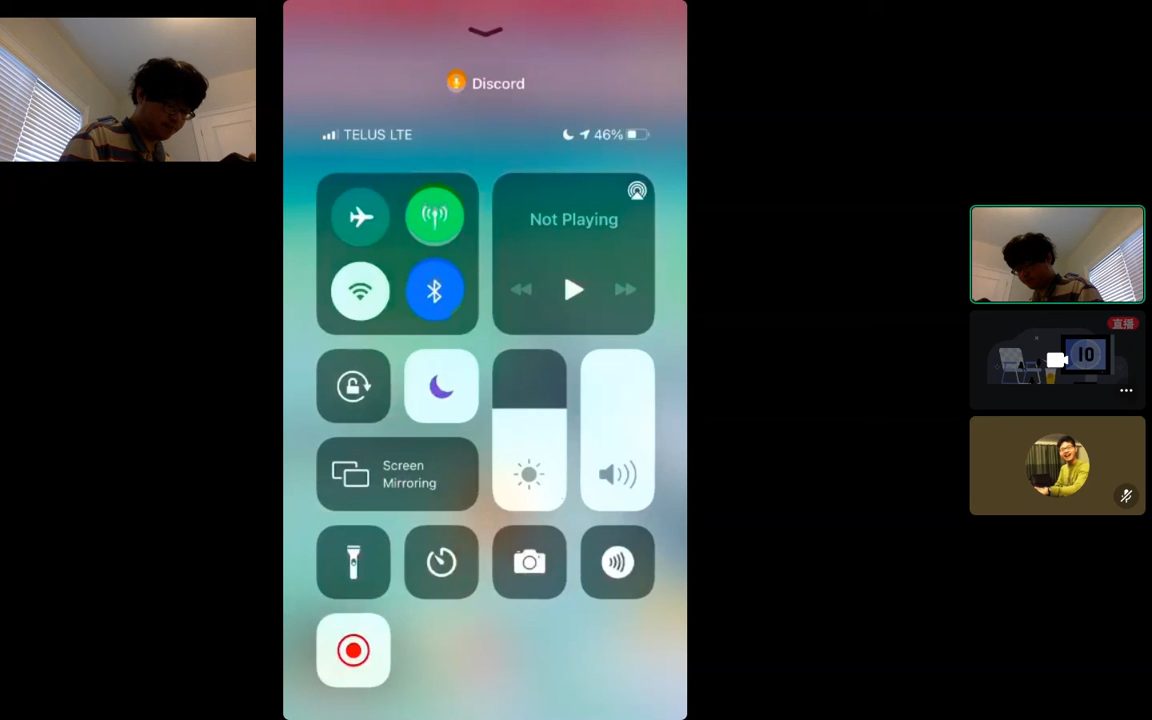 Discord
TELUS LTE
46%
Not Playing
Screen
Mirroring
直播
10